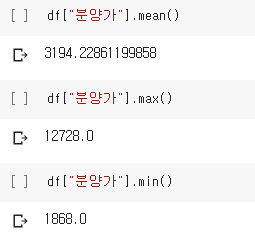 [ ] df["분양가"].mean()
3194.22861199858
[ ] df["분양가"].max()
12728.0
[ ] df["분양가"].min()
1868.0